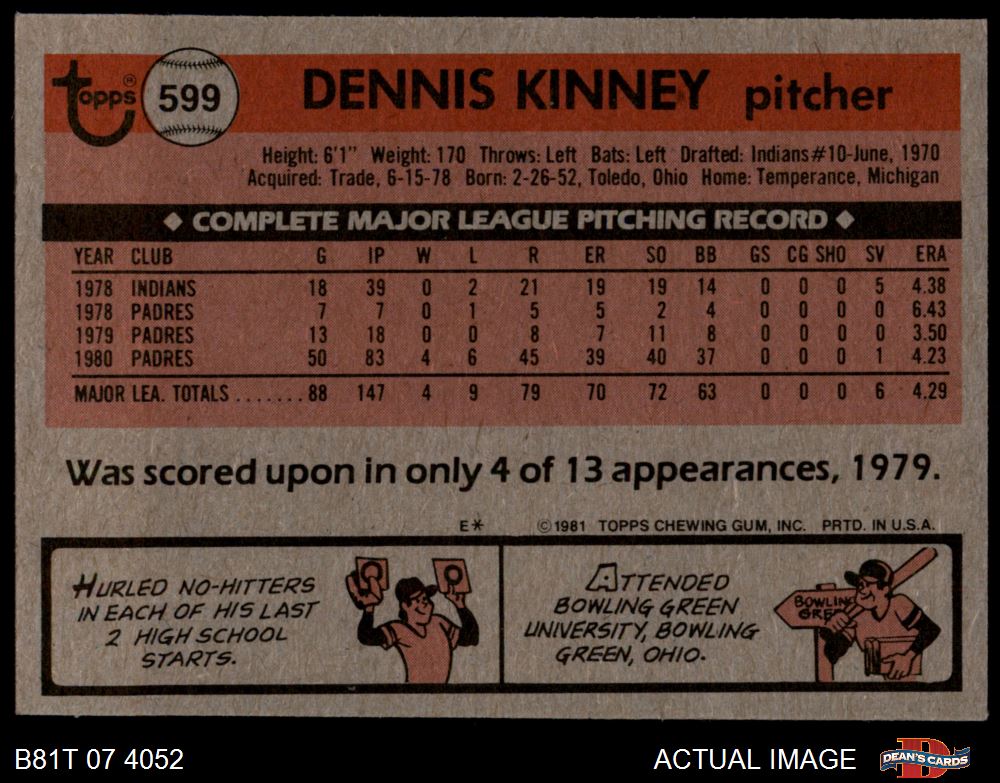 Topps® 599 DENNIS KINNEY pitcher
Height: 6'1" Weight: 170 Throws: Left Bats: Left Drafted: Indians#10-June, 1970
Acquired: Trade, 6-15-78 Born: 2-26-52, Toledo, Ohio Home: Temperance, Michigan
◆ COMPLETE MAJOR LEAGUE PITCHING RECORD ◆
YEAR CLUB G IP W L R ER SO BB GS CG SHO SV ERA
1978 INDIANS 18 39 0 2 21 19 19 14 0 0 0 5 4.38
1978 PADRES 7 7 0 1 5 5 2 4 0 0 0 0 6.43
1979 PADRES 13 18 0 0 8 7 11 8 0 0 0 0 3.50
1980 PADRES 50 83 4 6 45 39 40 37 0 0 0 1 4.23
MAJOR LEA. TOTALS ....... 88 147 4 9 79 70 72 63 0 0 0 6 4.29
Was scored upon in only 4 of 13 appearances, 1979.
E* ©1981 TOPPS CHEWING GUM, INC. PRTD. IN U.S.A.
HURLED NO-HITTERS
IN EACH OF HIS LAST
2 HIGH SCHOOL
STARTS.
ATTENDED
BOWLING GREEN
UNIVERSITY, BOWLING
GREEN, OHIO.
BOWLING
GRE
B81T 07 4052
ACTUAL IMAGE
DEAN'S CARDS